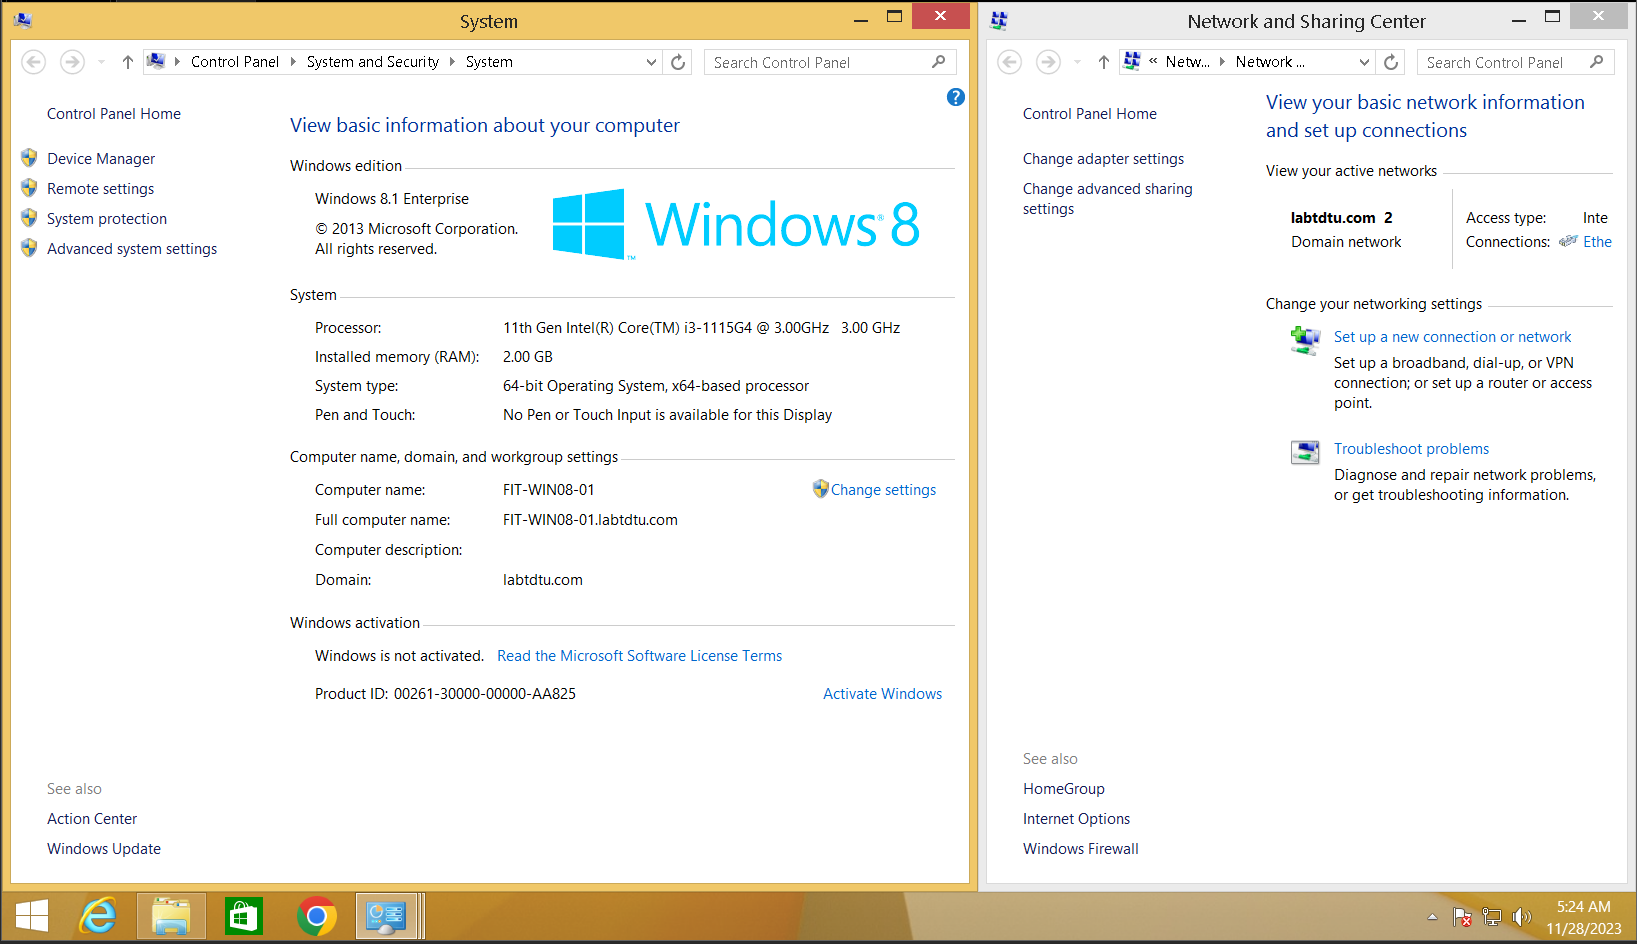 System
Control Panel
System and Security
System
Search Control Panel
Control Panel Home
Device Manager
Remote settings
System protection
Advanced system settings
See also
Action Center
Windows Update
View basic information about your computer
Windows edition
Windows 8.1 Enterprise
© 2013 Microsoft Corporation.
All rights reserved.
Windows® 8
™
System
Processor: 11th Gen Intel(R) Core(TM) i3-1115G4 @ 3.00GHz 3.00 GHz
Installed memory (RAM): 2.00 GB
System type: 64-bit Operating System, x64-based processor
Pen and Touch: No Pen or Touch Input is available for this Display
Computer name, domain, and workgroup settings
Computer name: FIT-WIN08-01 Change settings
Full computer name: FIT-WIN08-01.labtdtu.com
Computer description:
Domain: labtdtu.com
Windows activation
Windows is not activated. Read the Microsoft Software License Terms
Product ID: 00261-30000-00000-AA825 Activate Windows
Network and Sharing Center
« Netw... Network ...
Search Control Panel
Control Panel Home
Change adapter settings
Change advanced sharing
settings
See also
HomeGroup
Internet Options
Windows Firewall
View your basic network information
and set up connections
View your active networks
labtdtu.com 2
Domain network
Access type: Inte
Connections: Ethe
Change your networking settings
Set up a new connection or network
Set up a broadband, dial-up, or VPN
connection; or set up a router or access
point.
Troubleshoot problems
Diagnose and repair network problems,
or get troubleshooting information.
5:24 AM
11/28/2023